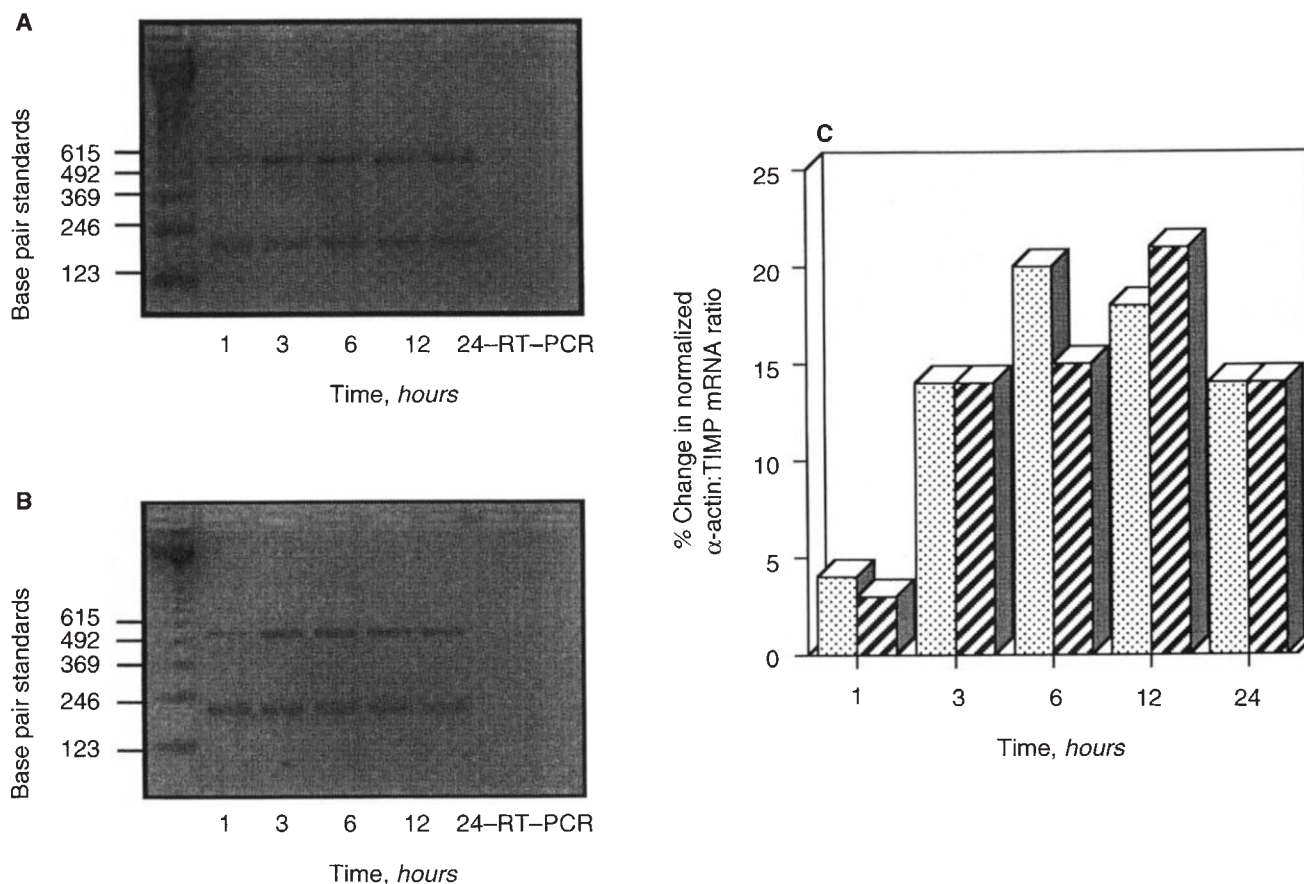 A
Base pair standards
615
492
369
246
123
1 3 6 12 24–RT–PCR
Time, hours
B
Base pair standards
615
492
369
246
123
1 3 6 12 24–RT–PCR
Time, hours
C
% Change in normalized
α-actin:TIMP mRNA ratio
25
20
15
10
5
0
1 3 6 12 24
Time, hours